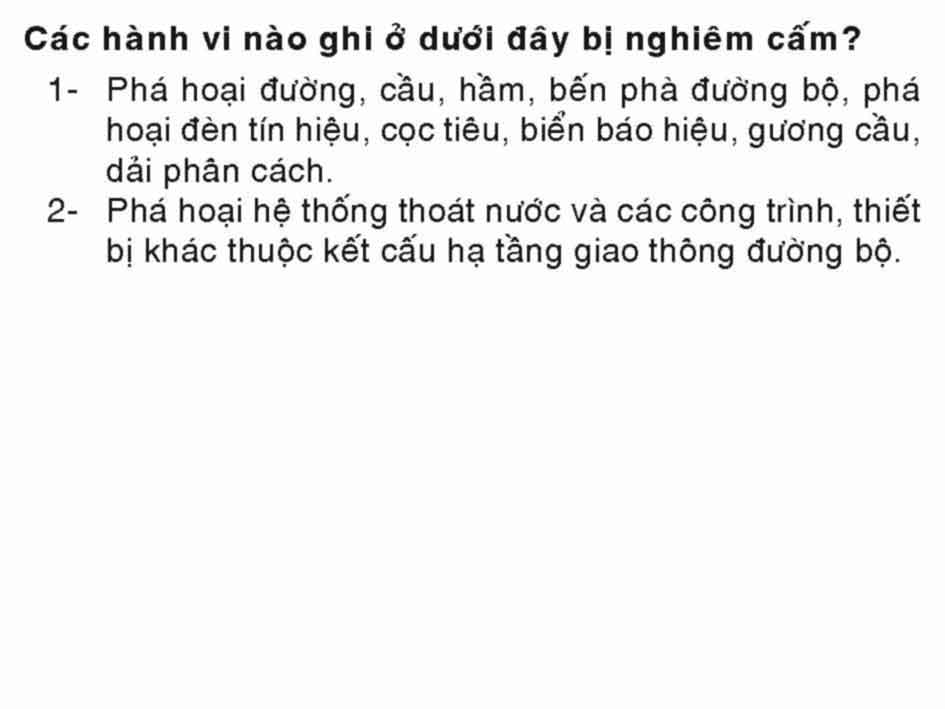 Các hành vi nào ghi ở dưới đây bị nghiêm cấm?
1- Phá hoại đường, cầu, hầm, bến phà đường bộ, phá
hoại đèn tín hiệu, cọc tiêu, biển báo hiệu, gương cầu,
dải phân cách.
2- Phá hoại hệ thống thoát nước và các công trình, thiết
bị khác thuộc kết cấu hạ tầng giao thông đường bộ.